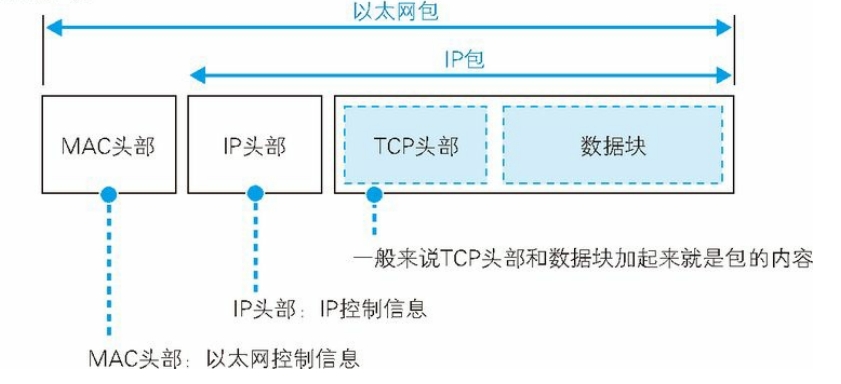 以太网包
IP包
MAC头部
IP头部
TCP头部
数据块
一般来说TCP头部和数据块加起来就是包的内容
IP头部：IP控制信息
MAC头部：以太网控制信息